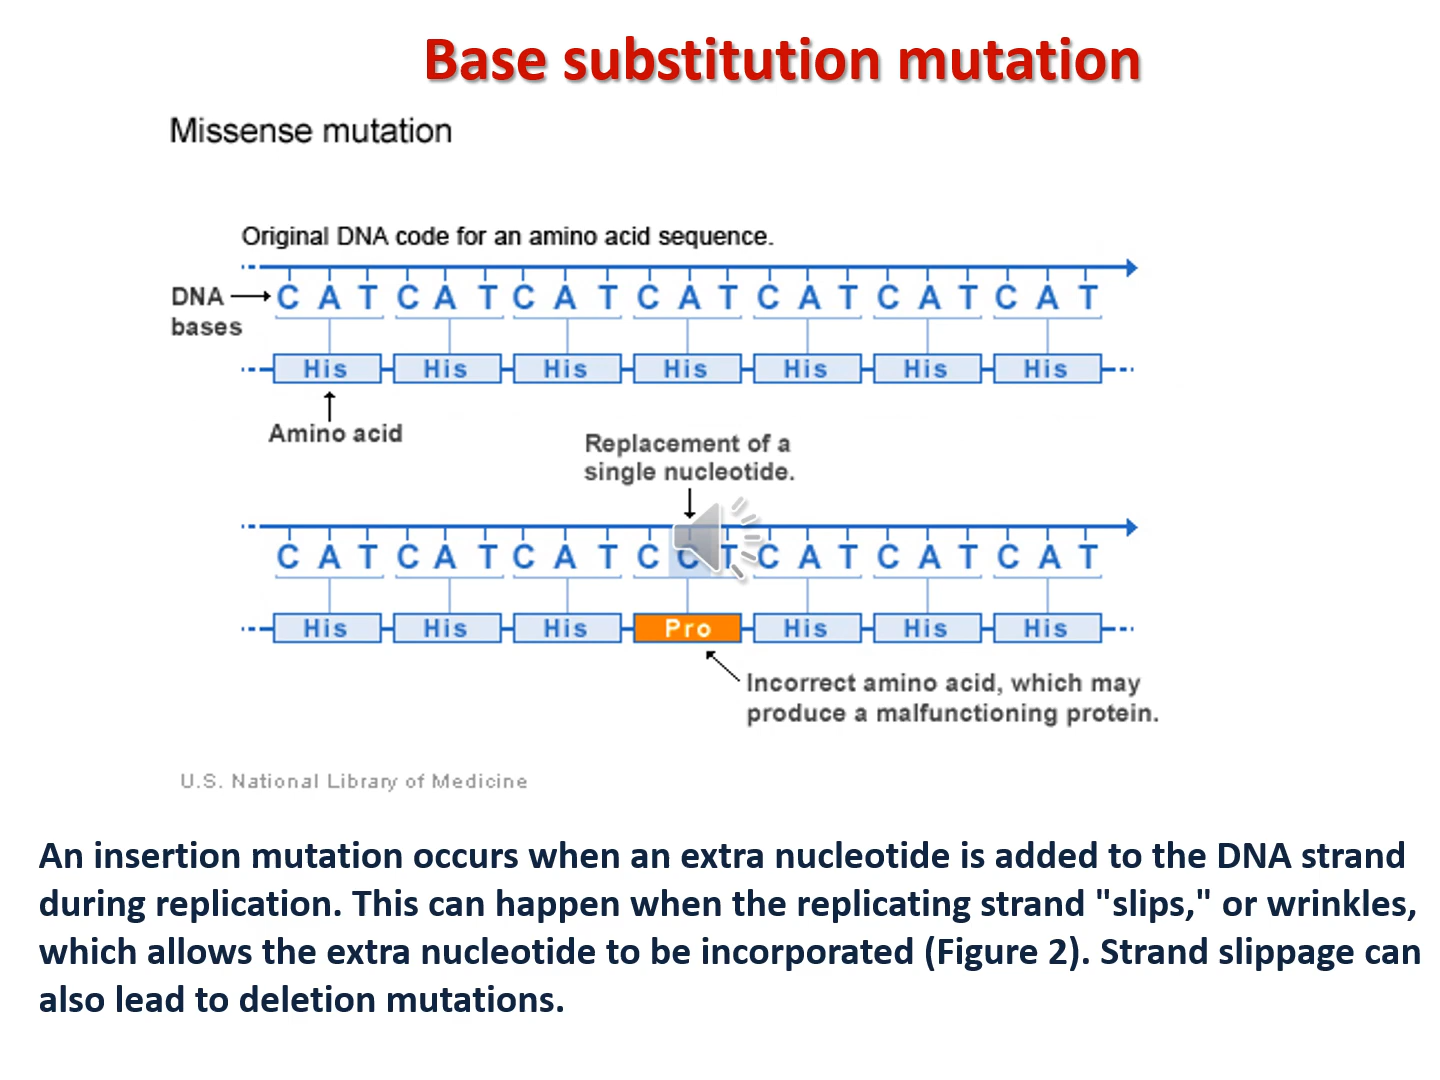 Base substitution mutation
Missense mutation
Original DNA code for an amino acid sequence.
DNA bases
C A T C A T C A T C A T C A T C A T C A T
His His His His His His His
Amino acid
Replacement of a
single nucleotide.
C A T C A T C A T C C T C A T C A T C A T
His His His Pro His His His
Incorrect amino acid, which may
produce a malfunctioning protein.
U.S. National Library of Medicine
An insertion mutation occurs when an extra nucleotide is added to the DNA strand
during replication. This can happen when the replicating strand "slips," or wrinkles,
which allows the extra nucleotide to be incorporated (Figure 2). Strand slippage can
also lead to deletion mutations.